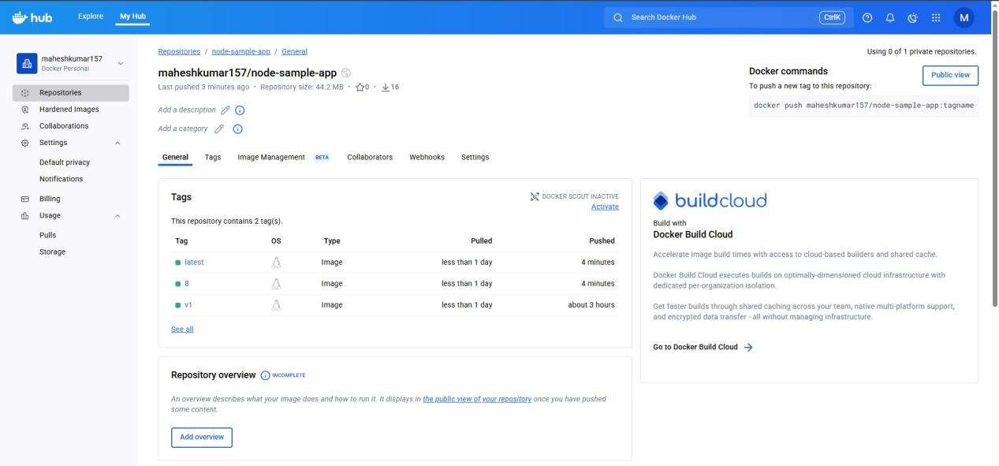 hub
Explore
My Hub
Search Docker Hub
CtrlK
M
maheshkumar157
Docker Personal
Repositories
Hardened Images
Collaborations
Settings
Default privacy
Notifications
Billing
Usage
Pulls
Storage
Repositories / node-sample-app / General
Using 0 of 1 private repositories.
maheshkumar157/node-sample-app
Last pushed 3 minutes ago • Repository size: 44.2 MB • 0 • 16
Add a description
Add a category
Docker commands
Public view
To push a new tag to this repository:
docker push maheshkumar157/node-sample-app:tagname
General Tags Image Management BETA Collaborators Webhooks Settings
Tags
DOCKER SCOUT INACTIVE
Activate
This repository contains 2 tag(s).
Tag OS Type Pulled Pushed
latest Image less than 1 day 4 minutes
8 Image less than 1 day 4 minutes
v1 Image less than 1 day about 3 hours
See all
buildcloud
Build with
Docker Build Cloud
Accelerate image build times with access to cloud-based builders and shared cache.
Docker Build Cloud executes builds on optimally-dimensioned cloud infrastructure with
dedicated per-organization isolation.
Get faster builds through shared caching across your team, native multi-platform support,
and encrypted data transfer - all without managing infrastructure.
Go to Docker Build Cloud
Repository overview INCOMPLETE
An overview describes what your image does and how to run it. It displays in the public view of your repository once you have pushed
some content.
Add overview